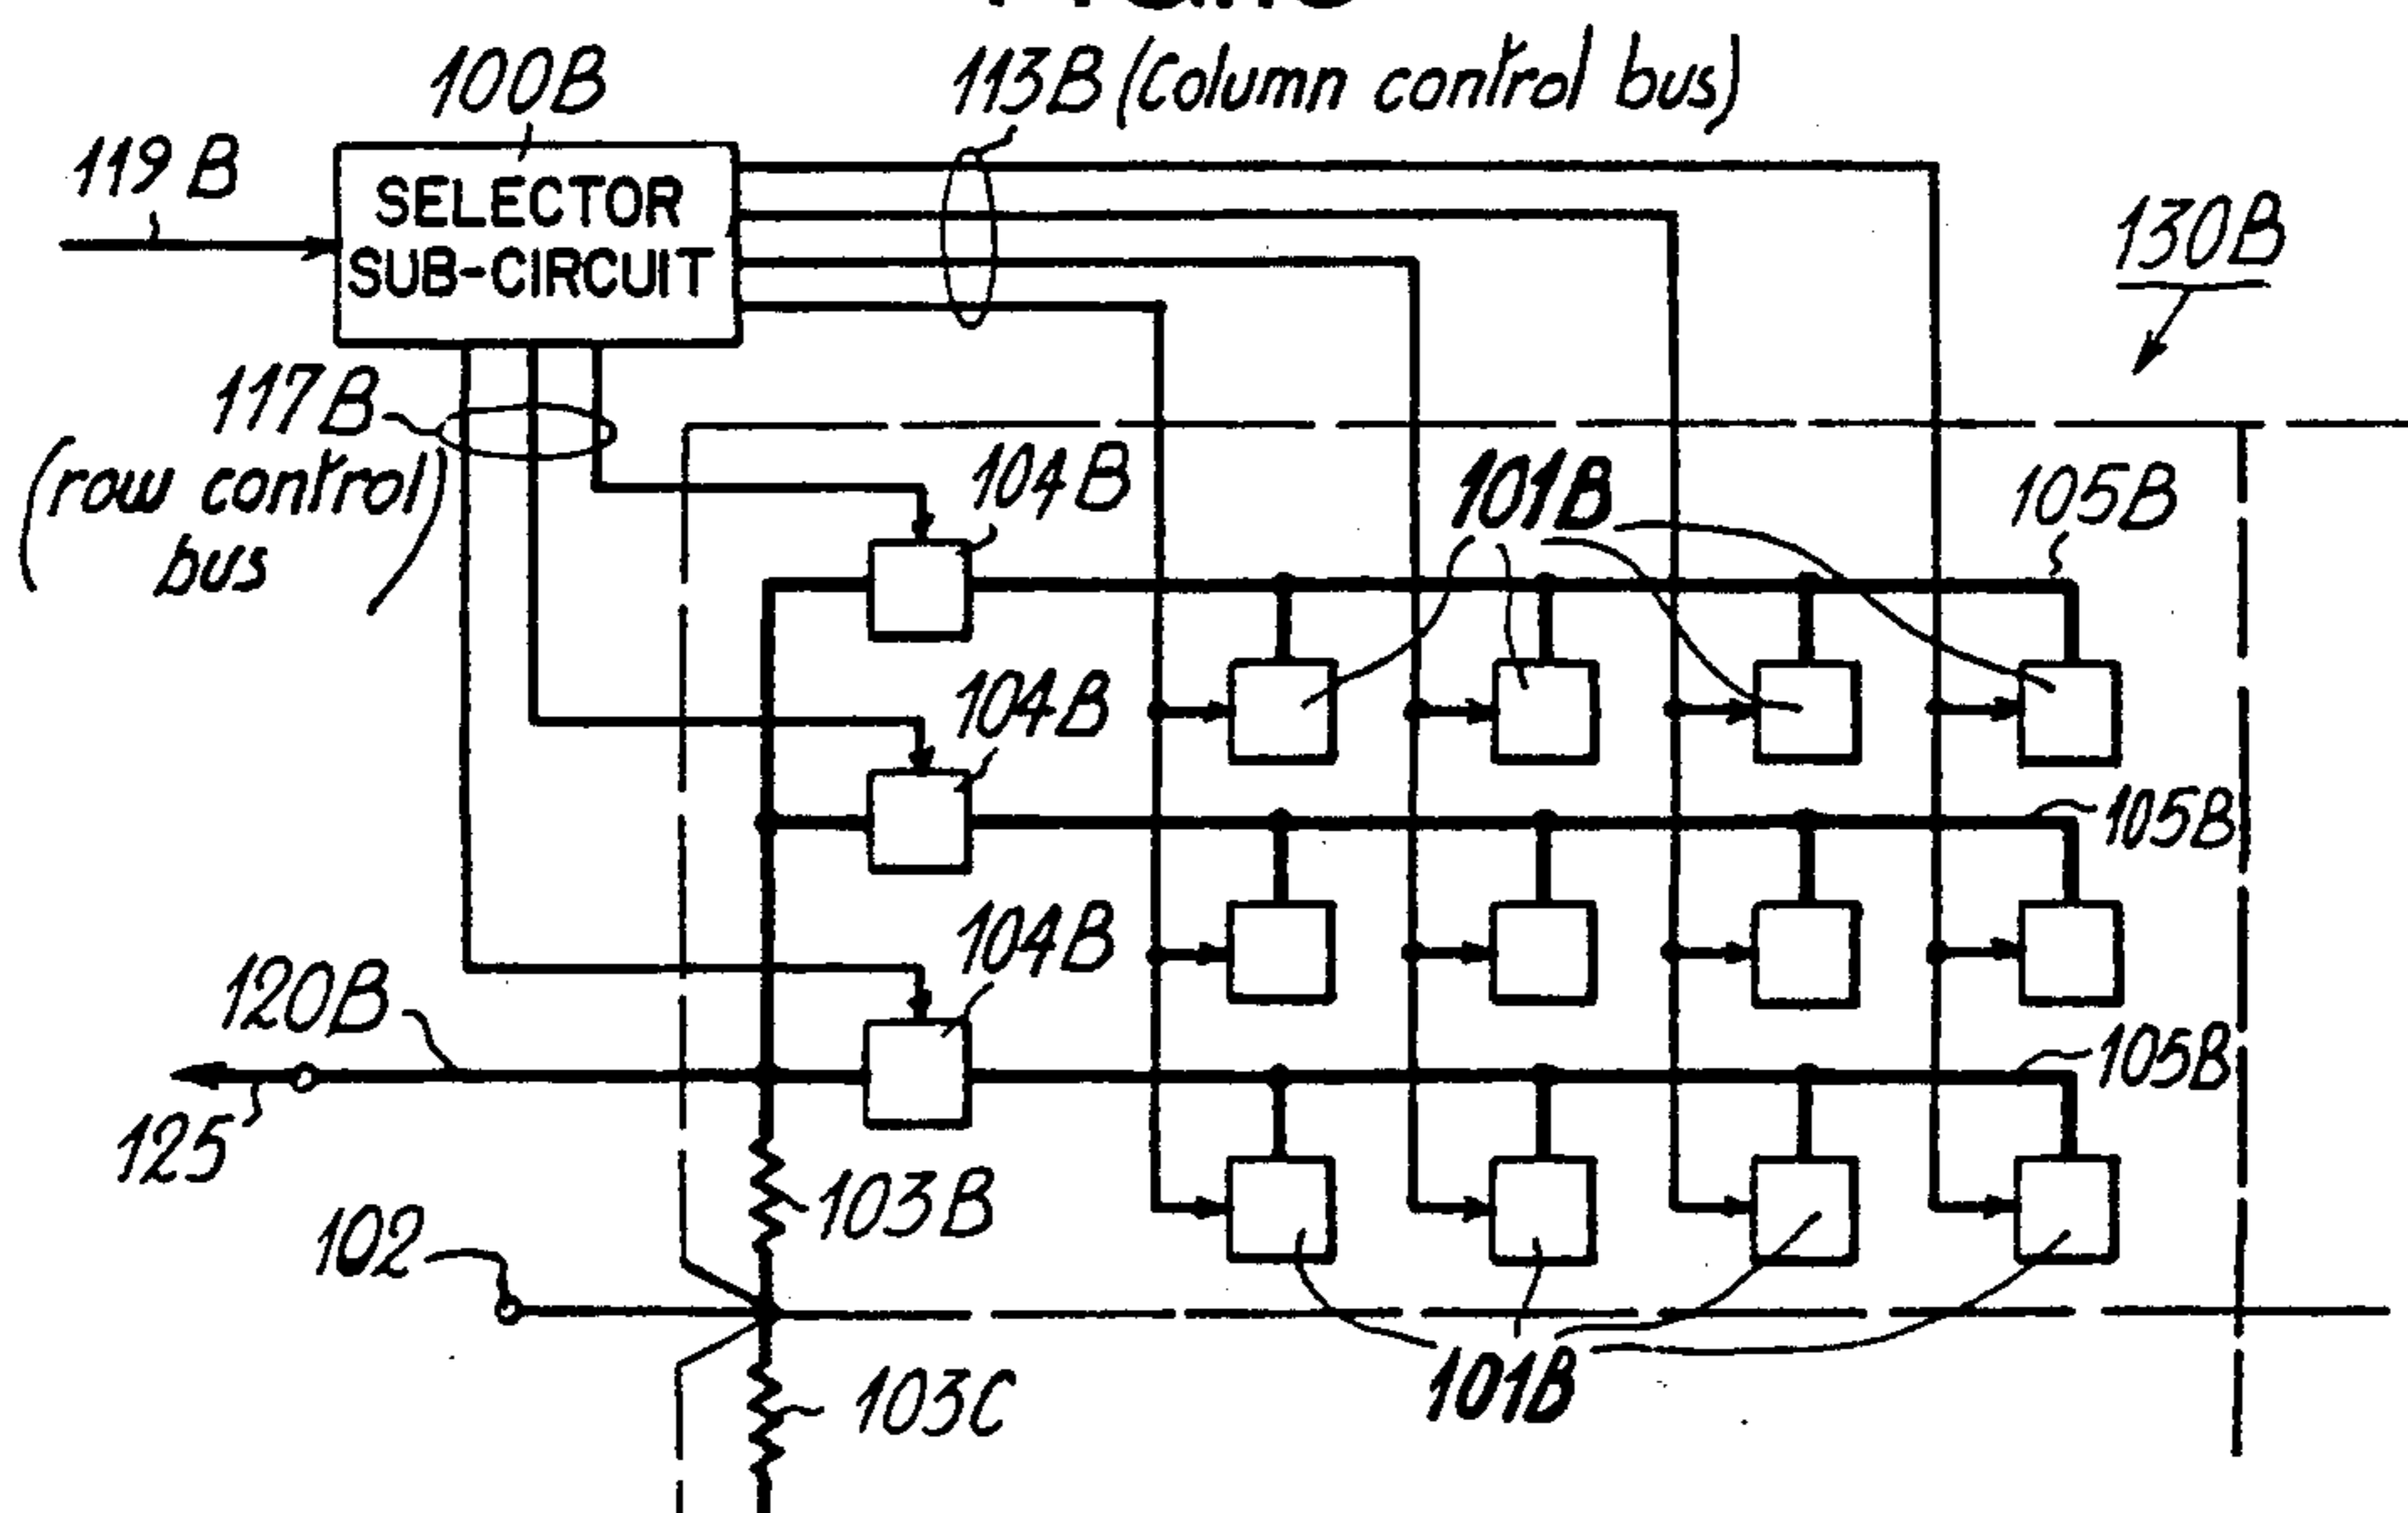 100B
113B (Column control bus)
119B
SELECTOR
SUB-CIRCUIT
130B
117B
(row control)
bus
104B
101B
105B
104B
105B
104B
120B
105B
125
103B
102
101B
103C